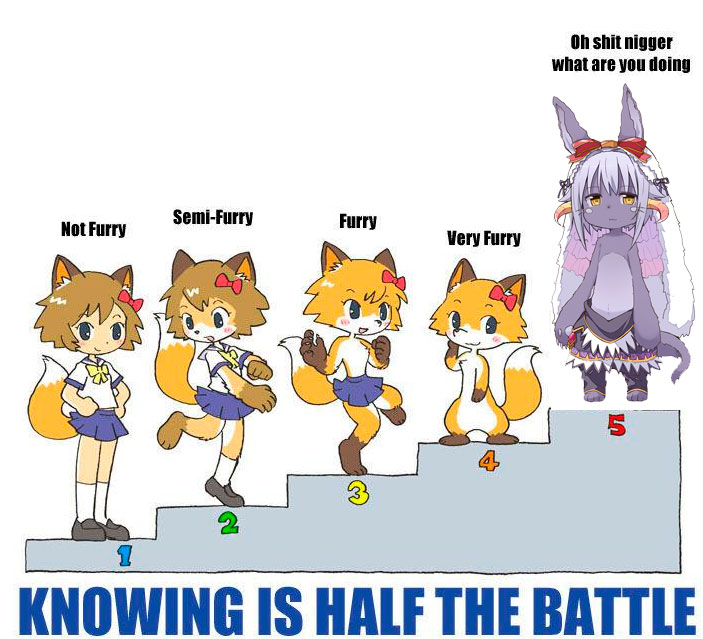 Oh shit nigger
what are you doing
Not Furry
Semi-Furry
Furry
Very Furry
1
2
3
4
5
KNOWING IS HALF THE BATTLE